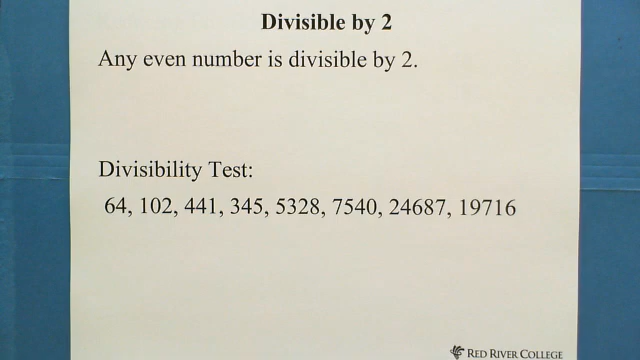 Divisible by 2
Any even number is divisible by 2.
Divisibility Test:
64, 102, 441, 345, 5328, 7540, 24687, 19716
RED RIVER COLLEGE